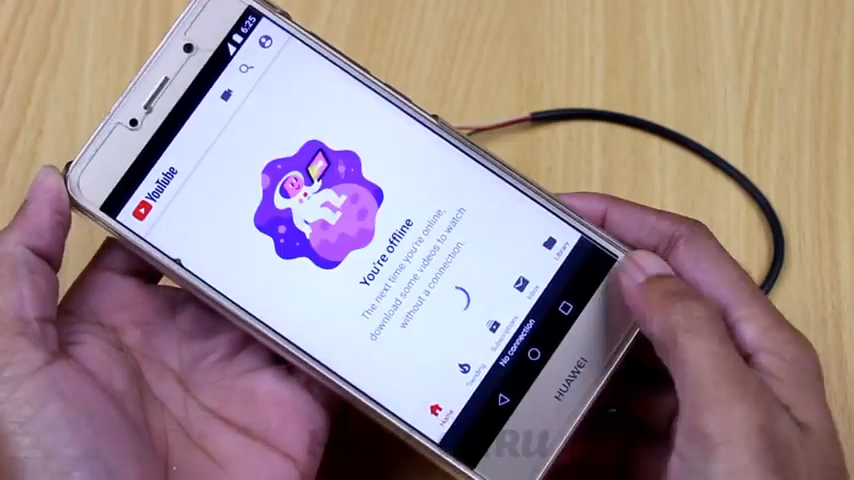 6:25
YouTube
You're offline
The next time you're online,
download some videos to watch
without a connection.
Home
Trending
Subscriptions
Inbox
Library
No connection
HUAWEI